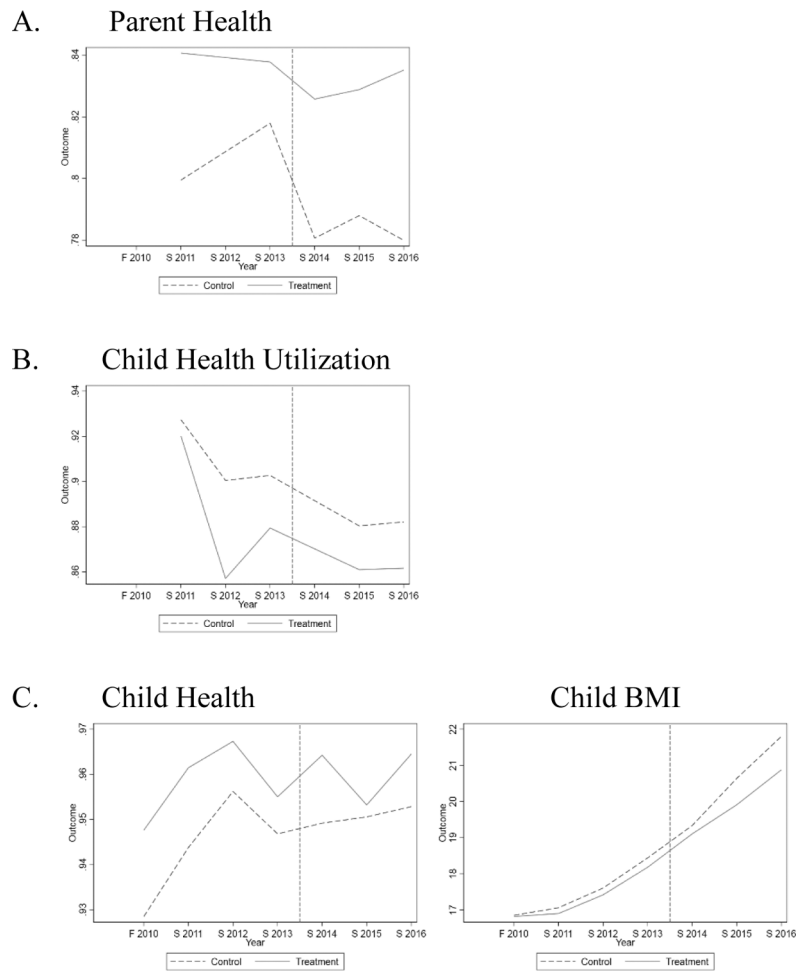 A. Parent Health
.84
.82
.8
.78
Outcome
F 2010 S 2011 S 2012 S 2013 S 2014 S 2015 S 2016
Year
Control Treatment
B. Child Health Utilization
.94
.92
.9
.88
.86
Outcome
F 2010 S 2011 S 2012 S 2013 S 2014 S 2015 S 2016
Year
Control Treatment
C. Child Health
.97
.96
.95
.94
.93
Outcome
F 2010 S 2011 S 2012 S 2013 S 2014 S 2015 S 2016
Year
Control Treatment
Child BMI
22
21
20
19
18
17
Outcome
F 2010 S 2011 S 2012 S 2013 S 2014 S 2015 S 2016
Year
Control Treatment